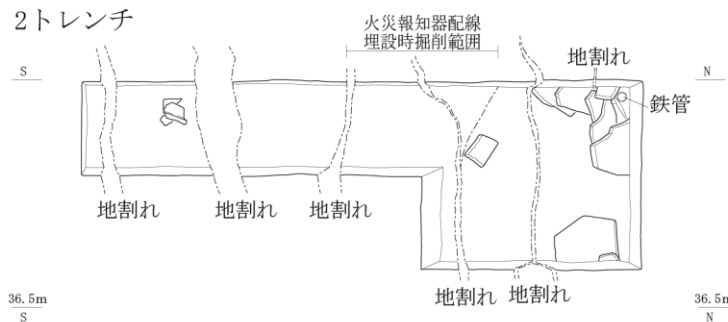 2トレンチ
火災報知器配線
埋設時掘削範囲
地割れ
S
N
鉄管
地割れ
地割れ
地割れ
地割れ
地割れ
36.5m
S
36.5m
N